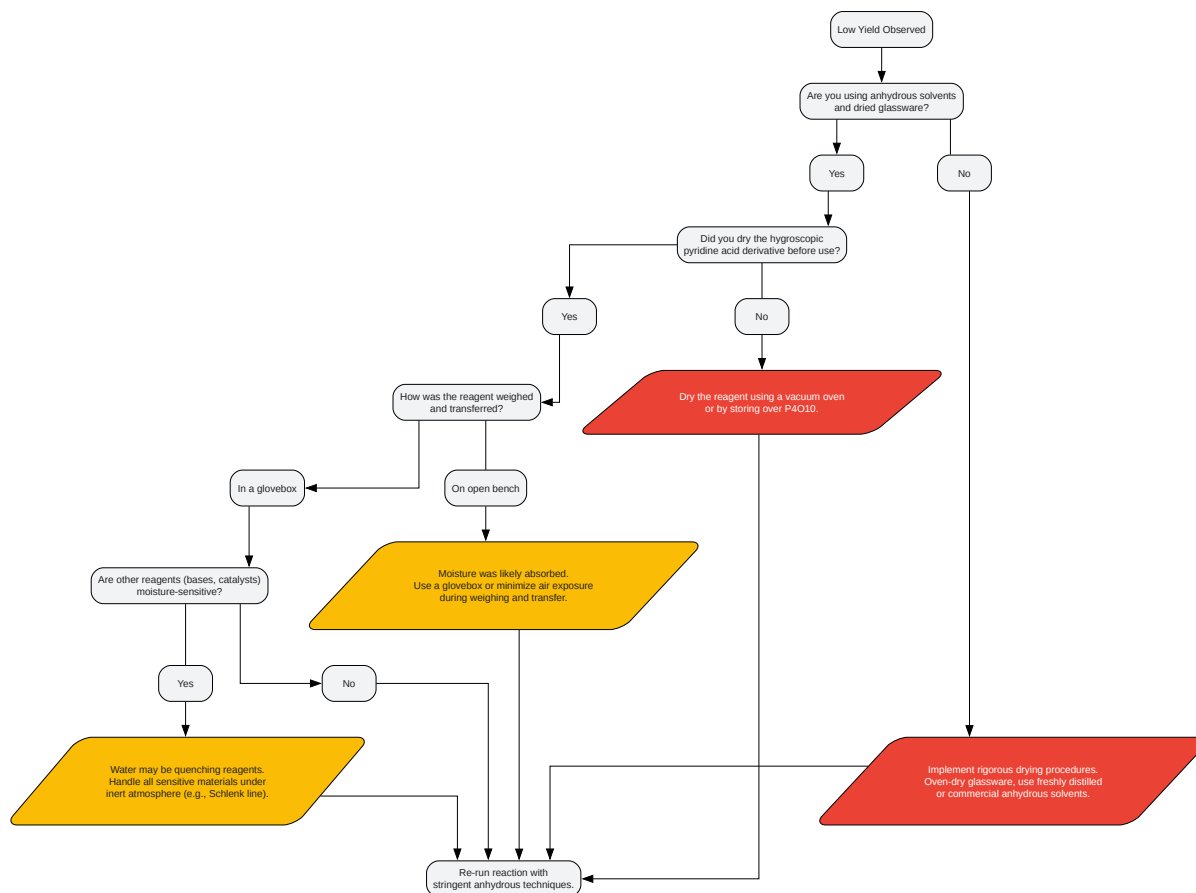 Low Yield Observed
Are you using anhydrous solvents
and dried glassware?
Yes
No
Did you dry the hygroscopic
pyridine acid derivative before use?
Yes
No
How was the reagent weighed
and transferred?
Dry the reagent using a vacuum oven
or by storing over P4O10.
In a glovebox
On open bench
Are other reagents (bases, catalysts)
moisture-sensitive?
Moisture was likely absorbed.
Use a glovebox or minimize air exposure
during weighing and transfer.
Yes
No
Water may be quenching reagents.
Handle all sensitive materials under
inert atmosphere (e.g., Schlenk line).
Implement rigorous drying procedures.
Oven-dry glassware, use freshly distilled
or commercial anhydrous solvents.
Re-run reaction with
stringent anhydrous techniques.